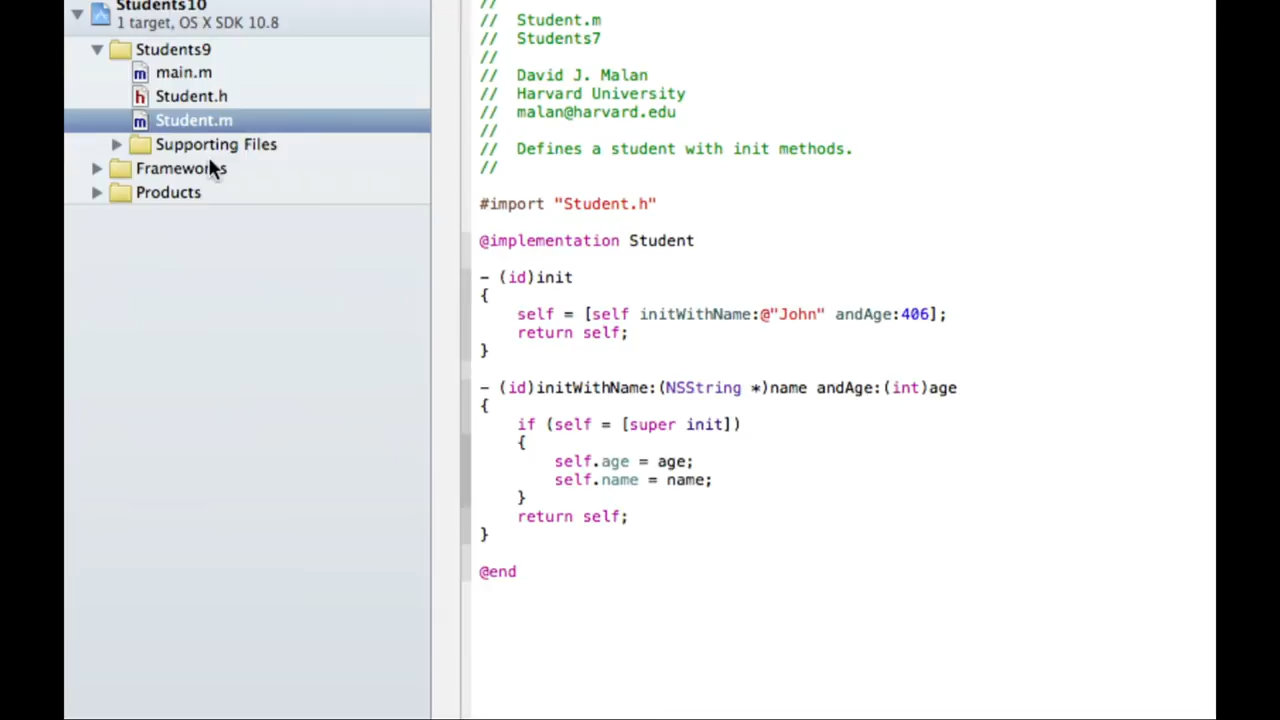 Students10
1 target, OS X SDK 10.8
Students9
main.m
Student.h
Student.m
Supporting Files
Frameworks
Products
//
// Student.m
// Students7
//
// David J. Malan
// Harvard University
// malan@harvard.edu
//
// Defines a student with init methods.
//
#import "Student.h"
@implementation Student
- (id)init
{
self = [self initWithName:@"John" andAge:406];
return self;
}
- (id)initWithName:(NSString *)name andAge:(int)age
{
if (self = [super init])
{
self.age = age;
self.name = name;
}
return self;
}
@end